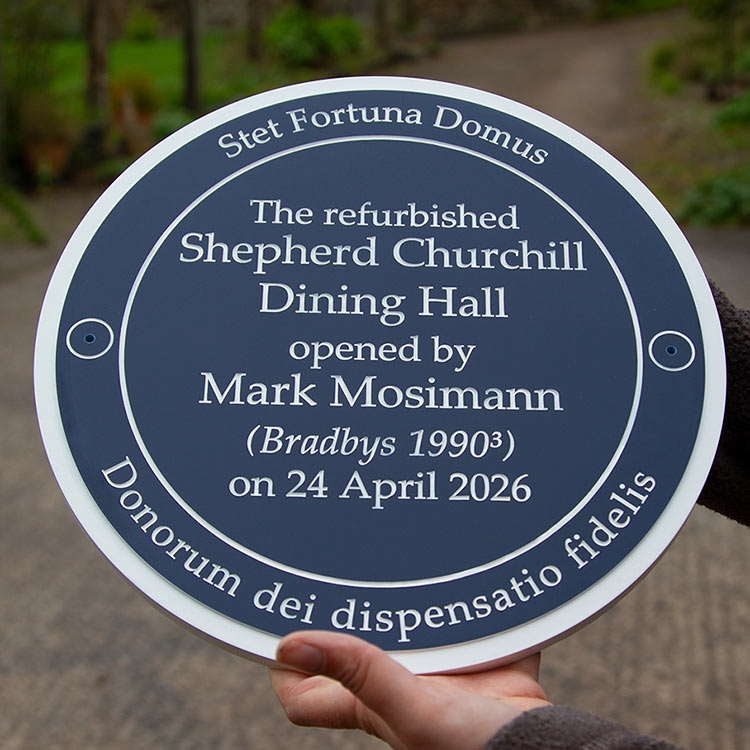 Stet Fortuna Domus
The refurbished
Shepherd Churchill
Dining Hall
opened by
Mark Mosimann
(Bradbys 1990³)
on 24 April 2026
Donorum dei dispensatio fidelis